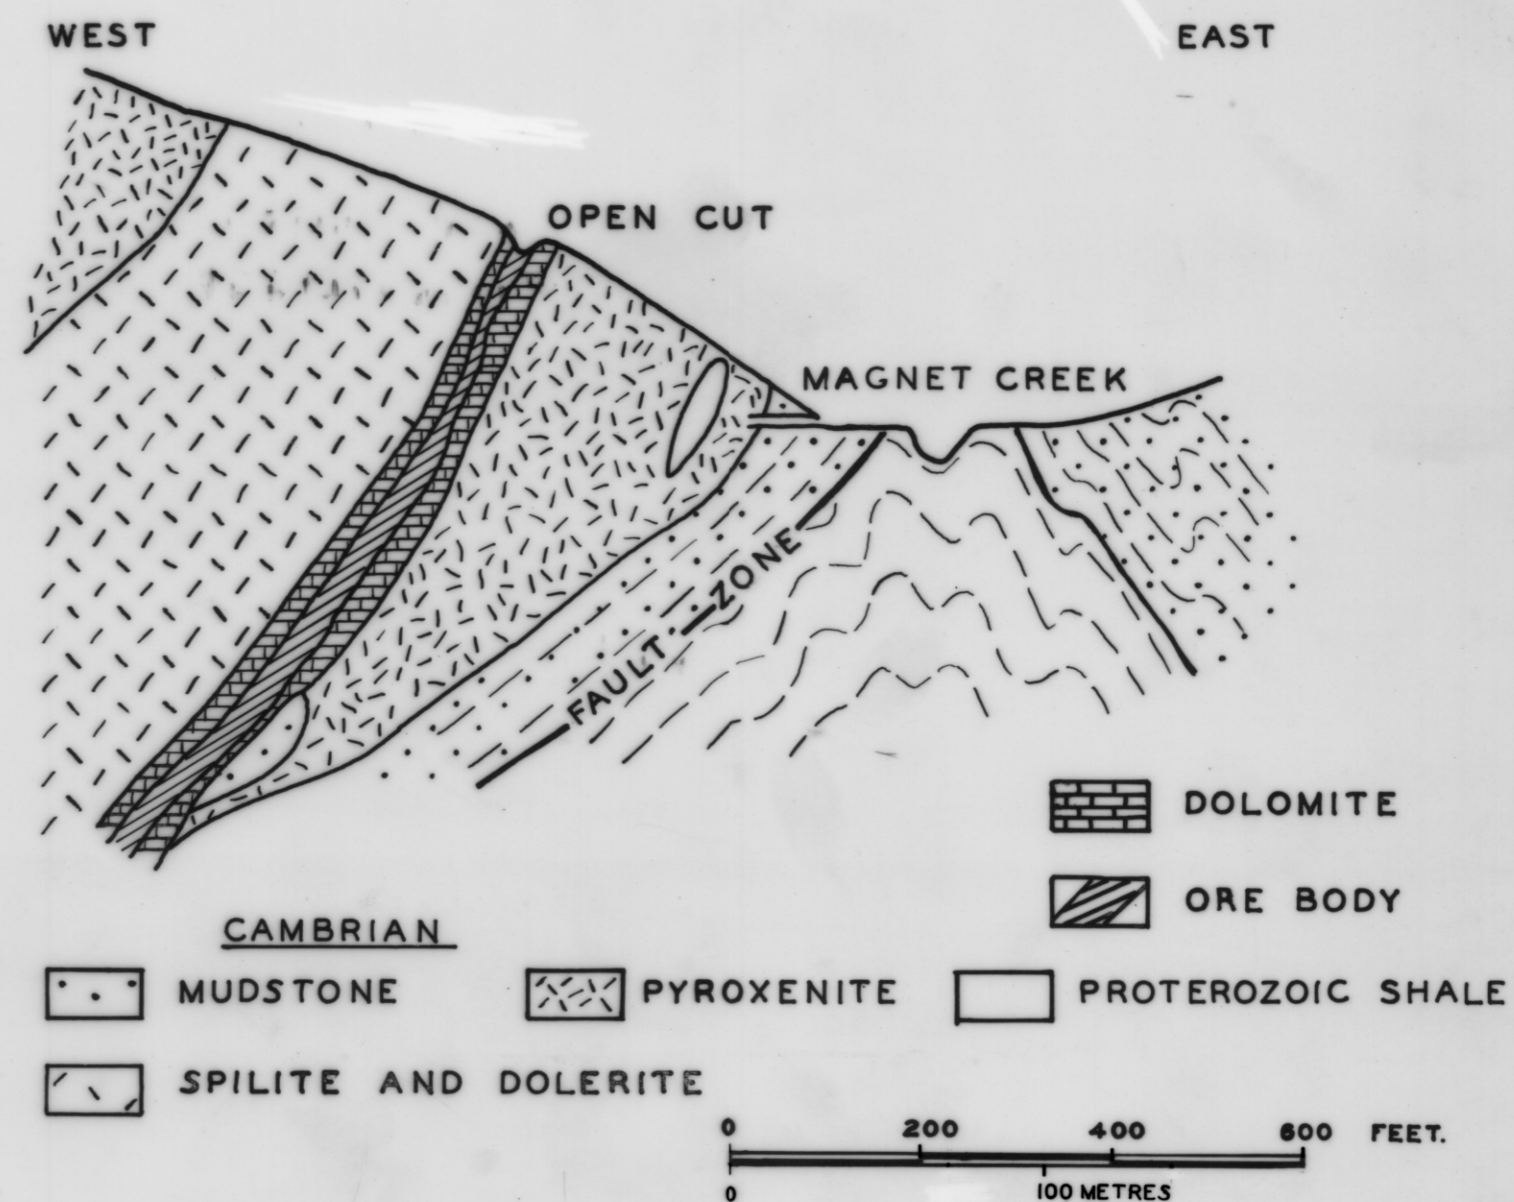 WEST
EAST
OPEN CUT
MAGNET CREEK
FAULT ZONE
DOLOMITE
ORE BODY
CAMBRIAN
MUDSTONE
PYROXENITE
PROTEROZOIC SHALE
SPILITE AND DOLERITE
0 200 400 600 FEET.
0 100 METRES